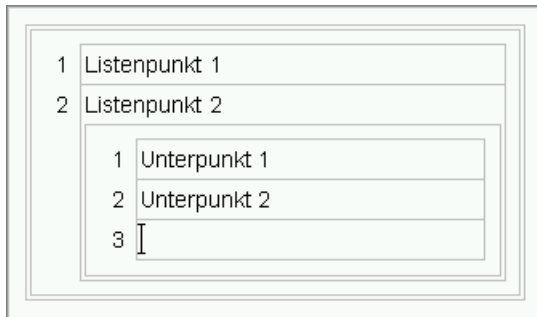 1 Listenpunkt 1
2 Listenpunkt 2
1 Unterpunkt 1
2 Unterpunkt 2
3